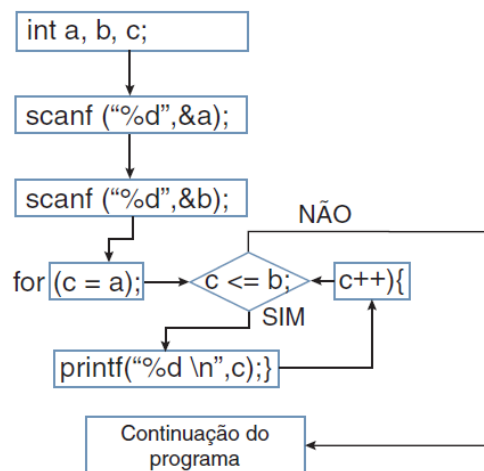 int a, b, c;
scanf (“%d”,&a);
scanf (“%d”,&b);
NÃO
for (c = a);
c <= b;
c++){
SIM
printf(“%d \n”,c);}
Continuação do
programa